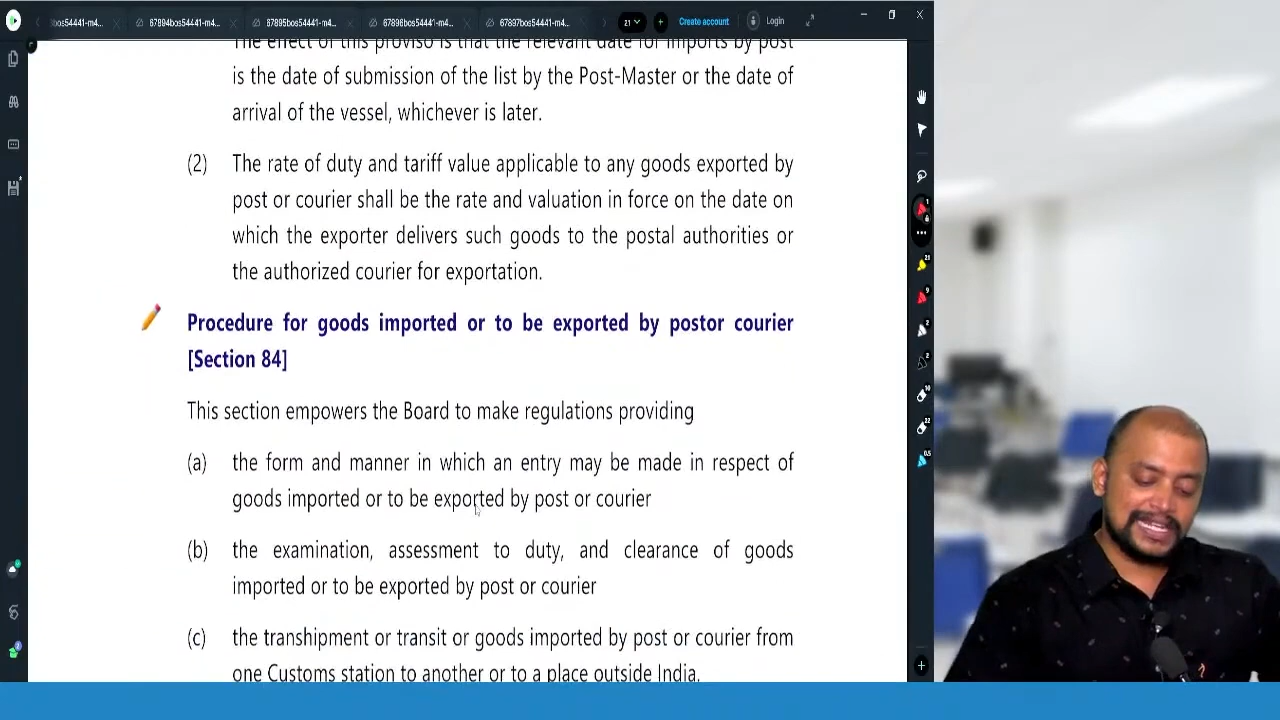 67894bos54441-m4...
67895bos54441-m4...
67896bos54441-m4...
67897bos54441-m4...
21
Create account
Login
The effect of this proviso is that the relevant date for imports by post
is the date of submission of the list by the Post-Master or the date of
arrival of the vessel, whichever is later.
(2) The rate of duty and tariff value applicable to any goods exported by
post or courier shall be the rate and valuation in force on the date on
which the exporter delivers such goods to the postal authorities or
the authorized courier for exportation.
Procedure for goods imported or to be exported by postor courier
[Section 84]
This section empowers the Board to make regulations providing
(a) the form and manner in which an entry may be made in respect of
goods imported or to be exported by post or courier
(b) the examination, assessment to duty, and clearance of goods
imported or to be exported by post or courier
(c) the transhipment or transit or goods imported by post or courier from
one Customs station to another or to a place outside India.